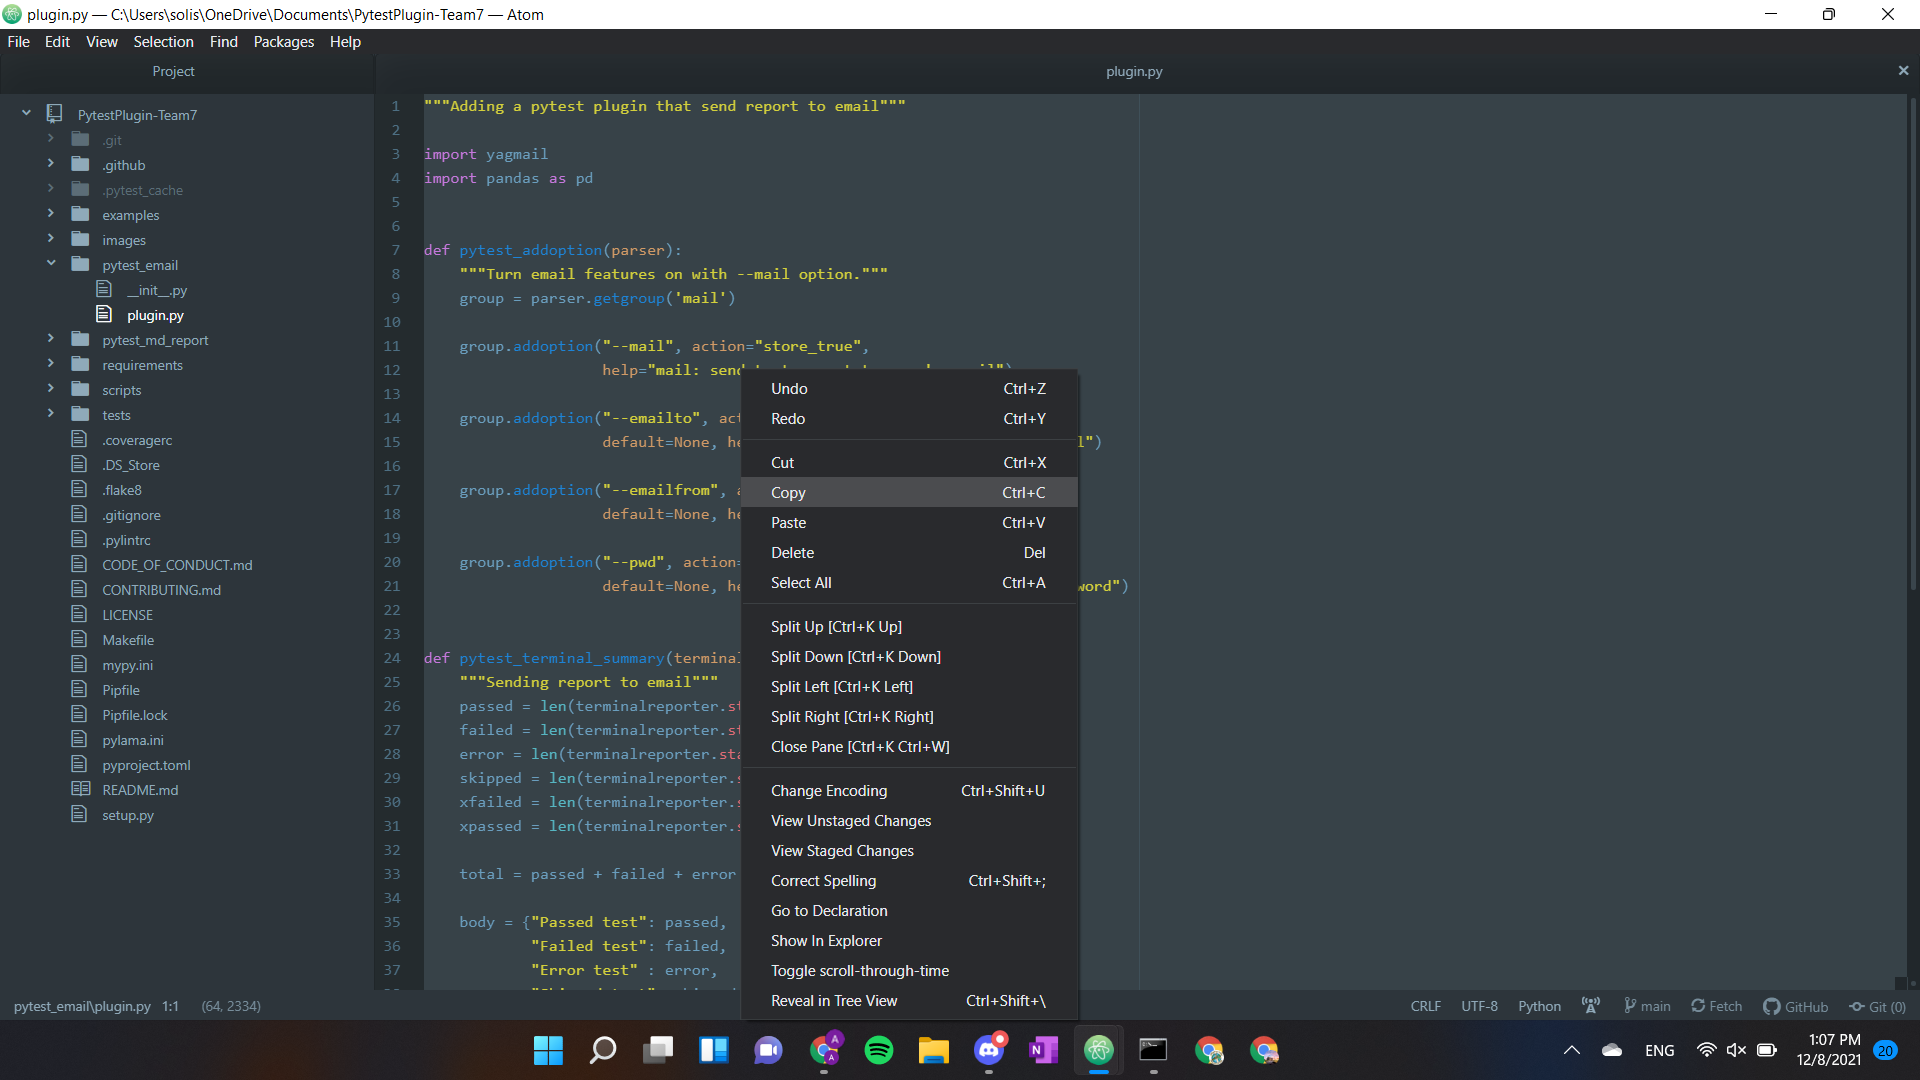 plugin.py — C:\Users\solis\OneDrive\Documents\PytestPlugin-Team7 — Atom
File Edit View Selection Find Packages Help
Project
plugin.py
PytestPlugin-Team7
.git
.github
.pytest_cache
examples
images
pytest_email
__init__.py
plugin.py
pytest_md_report
requirements
scripts
tests
.coveragerc
.DS_Store
.flake8
.gitignore
.pylintrc
CODE_OF_CONDUCT.md
CONTRIBUTING.md
LICENSE
Makefile
mypy.ini
Pipfile
Pipfile.lock
pylama.ini
pyproject.toml
README.md
setup.py
1 """Adding a pytest plugin that send report to email"""
2
3 import yagmail
4 import pandas as pd
5
6
7 def pytest_addoption(parser):
8 """Turn email features on with --mail option."""
9 group = parser.getgroup('mail')
10
11 group.addoption("--mail", action="store_true",
12 help="mail: send
13
14 group.addoption("--emailto", act
15 default=None, he l")
16
17 group.addoption("--emailfrom", a
18 default=None, he
19
20 group.addoption("--pwd", action=
21 default=None, he word")
22
23
24 def pytest_terminal_summary(terminal
25 """Sending report to email"""
26 passed = len(terminalreporter.st
27 failed = len(terminalreporter.st
28 error = len(terminalreporter.sta
29 skipped = len(terminalreporter.s
30 xfailed = len(terminalreporter.s
31 xpassed = len(terminalreporter.s
32
33 total = passed + failed + error
34
35 body = {"Passed test": passed,
36 "Failed test": failed,
37 "Error test" : error,
Undo Ctrl+Z
Redo Ctrl+Y
Cut Ctrl+X
Copy Ctrl+C
Paste Ctrl+V
Delete Del
Select All Ctrl+A
Split Up [Ctrl+K Up]
Split Down [Ctrl+K Down]
Split Left [Ctrl+K Left]
Split Right [Ctrl+K Right]
Close Pane [Ctrl+K Ctrl+W]
Change Encoding Ctrl+Shift+U
View Unstaged Changes
View Staged Changes
Correct Spelling Ctrl+Shift+;
Go to Declaration
Show In Explorer
Toggle scroll-through-time
Reveal in Tree View Ctrl+Shift+\
pytest_email\plugin.py 1:1 (64, 2334)
CRLF UTF-8 Python main Fetch GitHub Git (0)
A
A
N
ENG
1:07 PM
12/8/2021
20